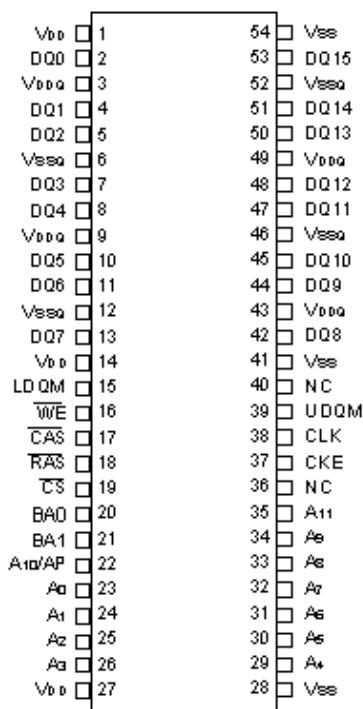 VDD 1 54 VSS
DQ0 2 53 DQ15
VDDQ 3 52 VSSQ
DQ1 4 51 DQ14
DQ2 5 50 DQ13
VSSQ 6 49 VDDQ
DQ3 7 48 DQ12
DQ4 8 47 DQ11
VDDQ 9 46 VSSQ
DQ5 10 45 DQ10
DQ6 11 44 DQ9
VSSQ 12 43 VDDQ
DQ7 13 42 DQ8
VDD 14 41 VSS
LDQM 15 40 NC
WE 16 39 UDQM
CAS 17 38 CLK
RAS 18 37 CKE
CS 19 36 NC
BA0 20 35 A11
BA1 21 34 A9
A10/AP 22 33 A8
A0 23 32 A7
A1 24 31 A6
A2 25 30 A5
A3 26 29 A4
VDD 27 28 VSS